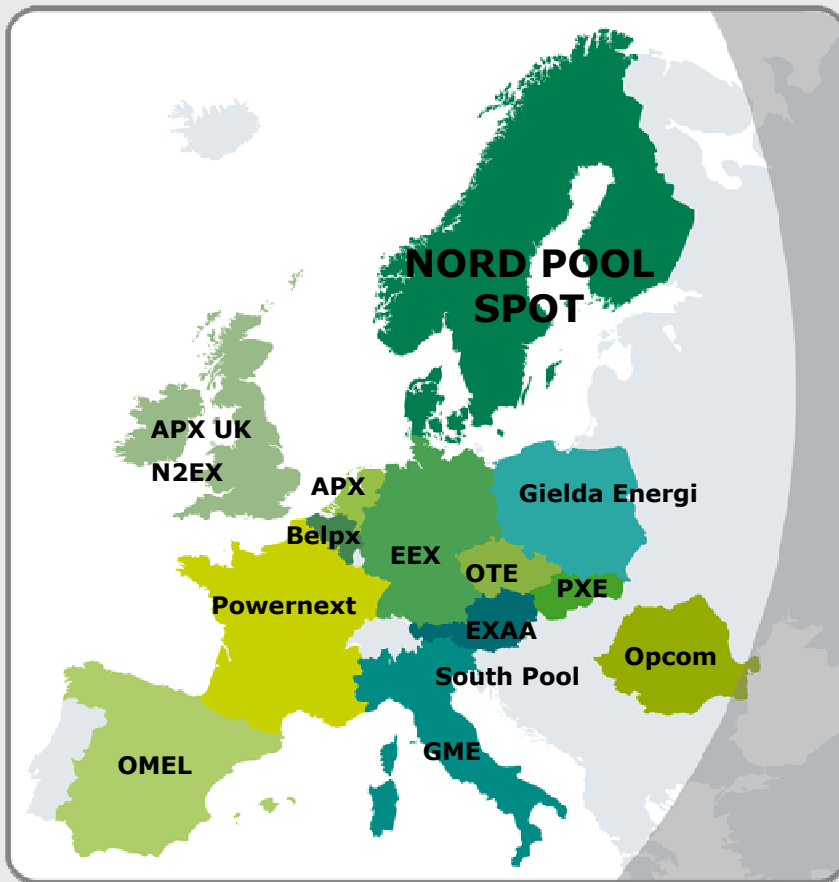 NORD POOL
SPOT
APX UK
N2EX
APX
Gielda Energi
Belpx
EEX
OTE
PXE
Powernext
EXAA
Opcom
South Pool
GME
OMEL